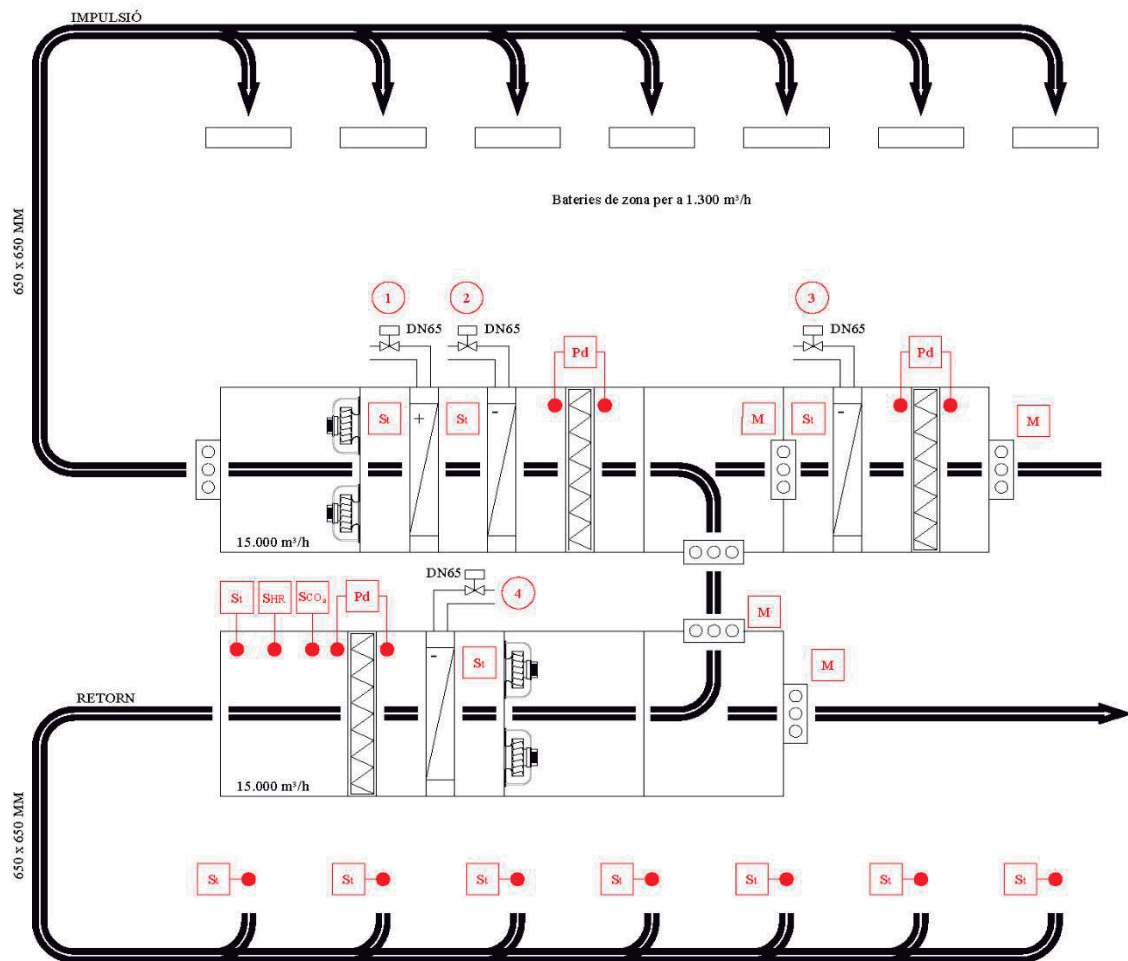 IMPULSIÓ
650 x 650 MM
Bateries de zona per a 1.300 m³/h
1
2
3
DN65
DN65
DN65
Pd
Pd
St
+
St
-
M
St
-
M
15.000 m³/h
DN65
4
St
SHR
SCO₂
Pd
M
-
St
M
RETORN
15.000 m³/h
650 x 650 MM
St
St
St
St
St
St
St